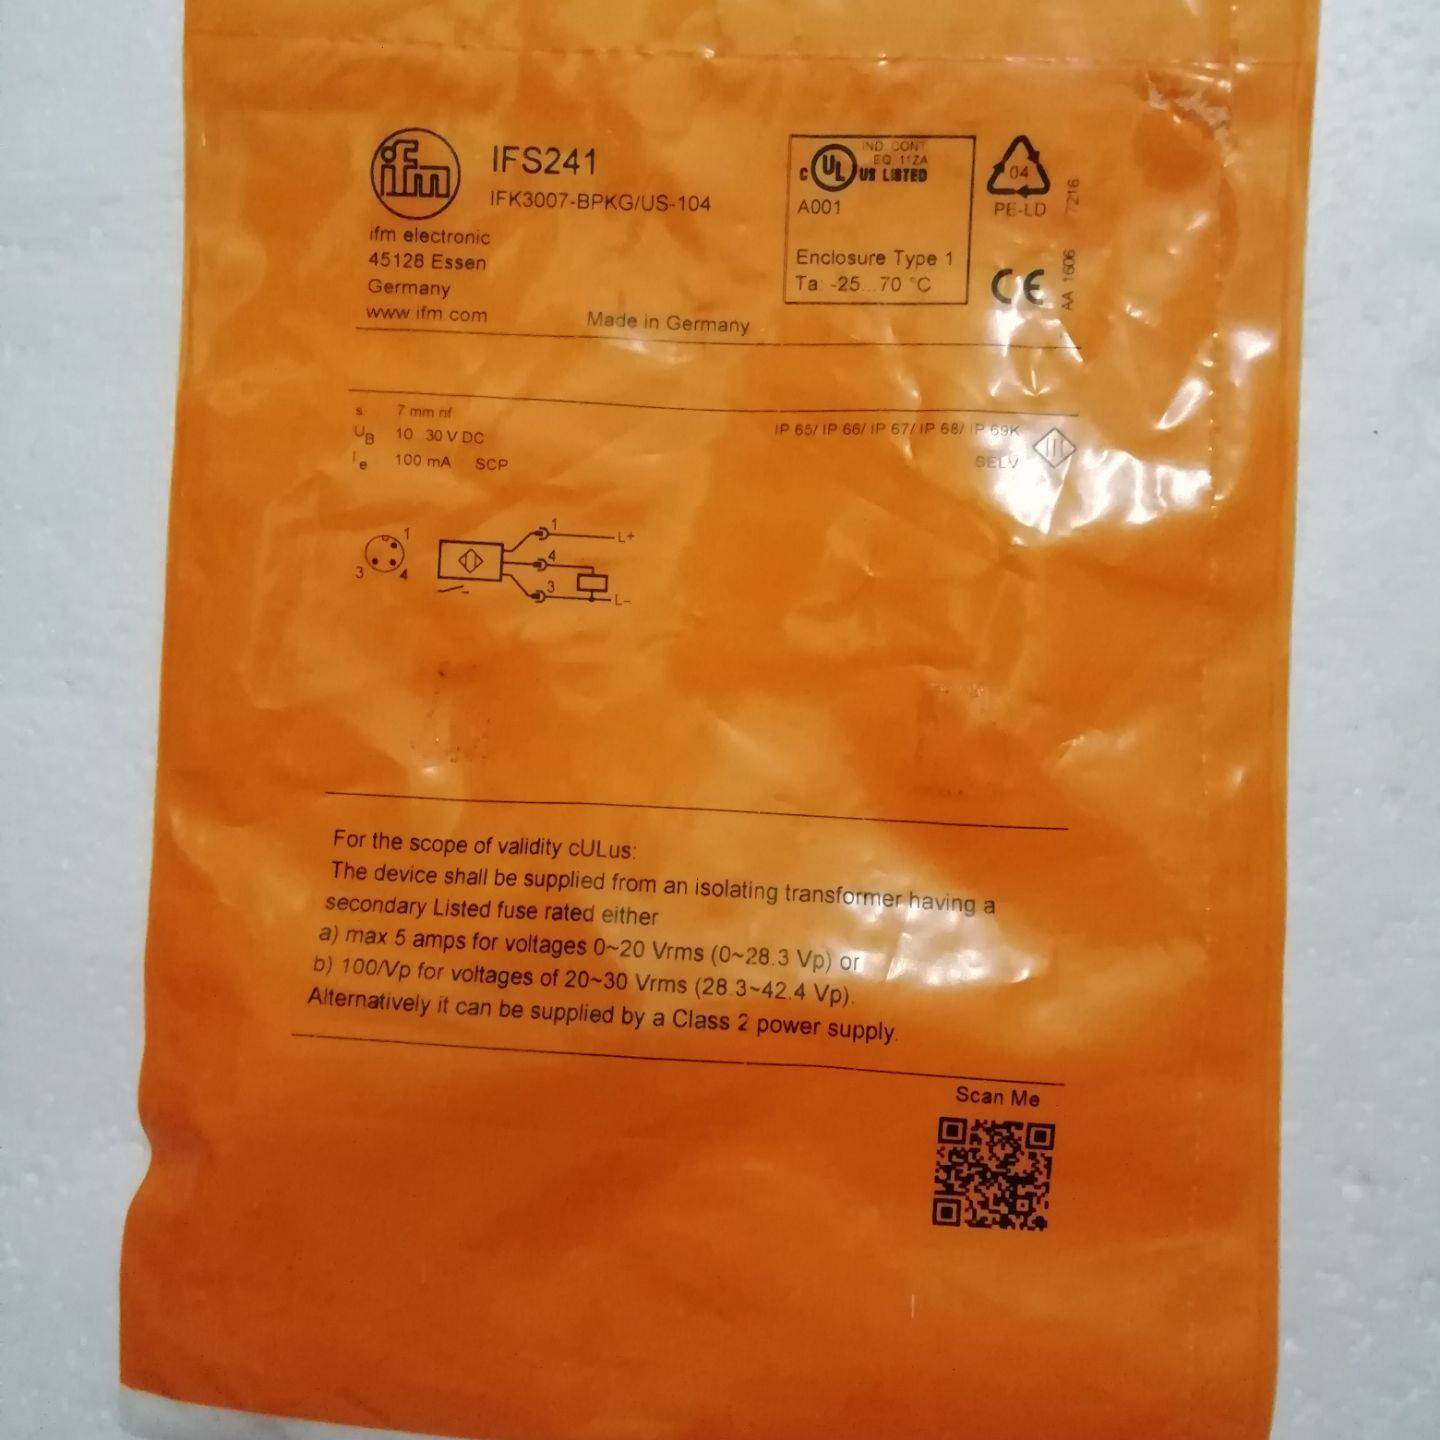 ifm
IFS241
IFK3007-BPKG/US-104
ifm electronic
45128 Essen
Germany
www.ifm.com
Made in Germany
IND. CONT
EQ. 11ZA
c UL US LISTED
A001
Enclosure Type 1
Ta: -25...70 °C
04
PE-LD
7216
CE
AA 1606
s 7 mm nf
UB 10...30 V DC
Ie 100 mA SCP
IP 65/ IP 66/ IP 67/ IP 68/ IP 69K
III
SELV
1
3
4
1 L+
4
3 L−
For the scope of validity cULus:
The device shall be supplied from an isolating transformer having a
secondary Listed fuse rated either
a) max 5 amps for voltages 0~20 Vrms (0~28.3 Vp) or
b) 100/Vp for voltages of 20~30 Vrms (28.3~42.4 Vp).
Alternatively it can be supplied by a Class 2 power supply.
Scan Me